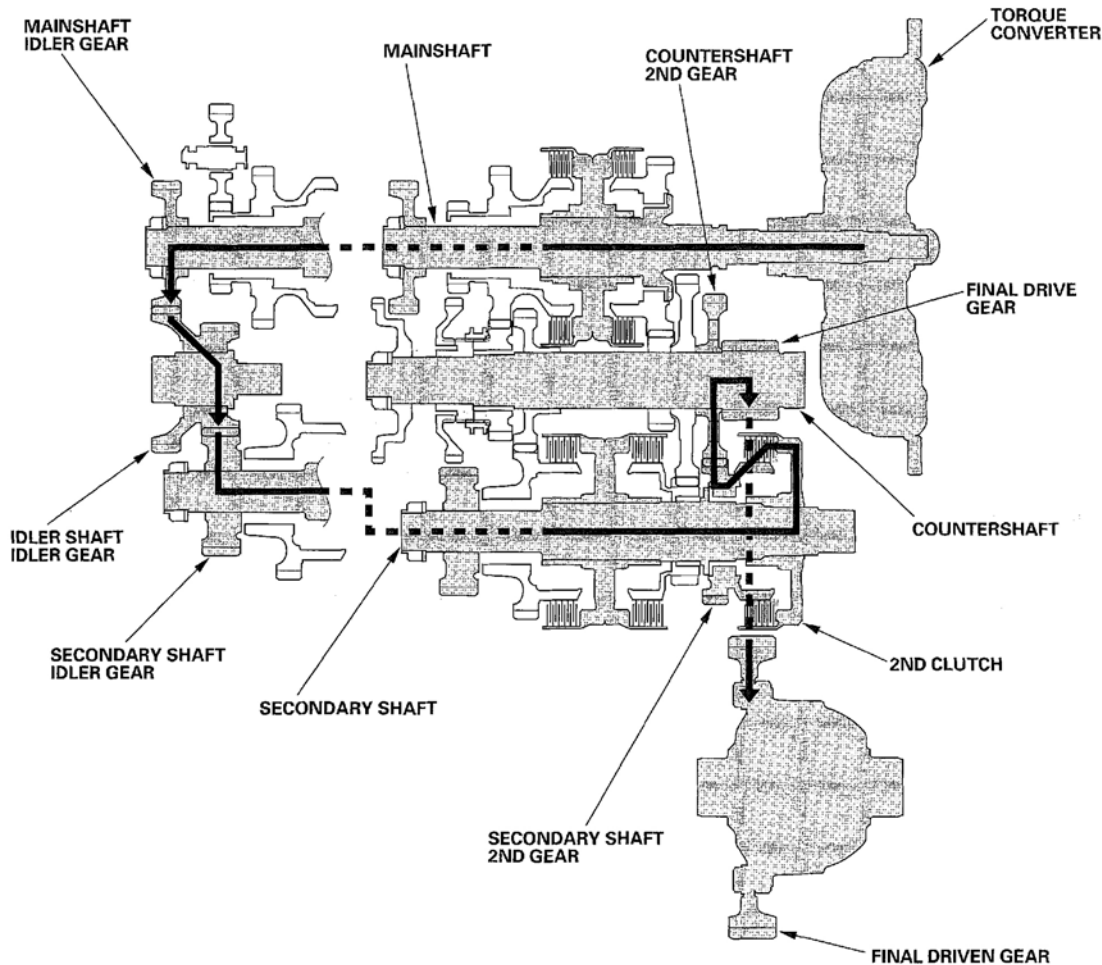 MAINSHAFT
IDLER GEAR
MAINSHAFT
COUNTERSHAFT
2ND GEAR
TORQUE
CONVERTER
FINAL DRIVE
GEAR
COUNTERSHAFT
IDLER SHAFT
IDLER GEAR
SECONDARY SHAFT
IDLER GEAR
SECONDARY SHAFT
2ND CLUTCH
SECONDARY SHAFT
2ND GEAR
FINAL DRIVEN GEAR